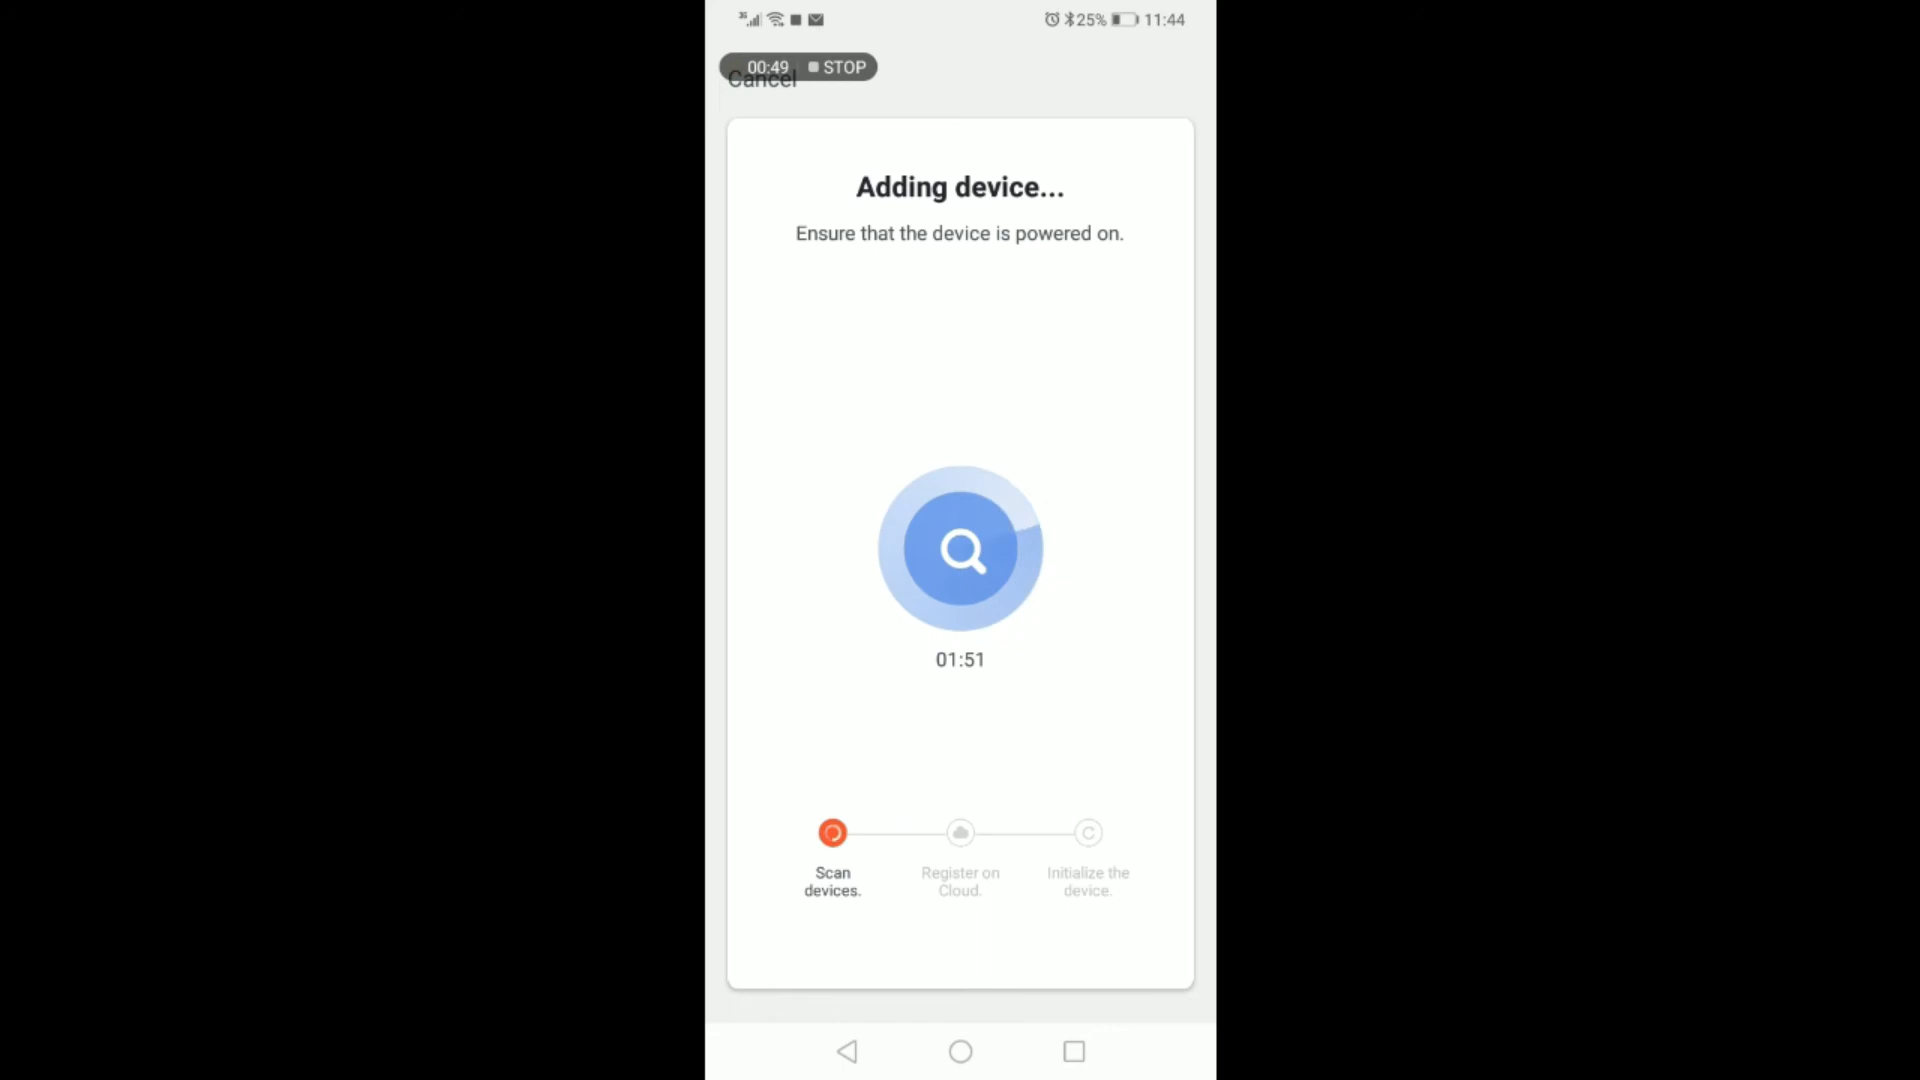 3G 25% 11:44
00:49 STOP
Cancel
Adding device...
Ensure that the device is powered on.
01:51
Scan
devices.
Register on
Cloud.
Initialize the
device.